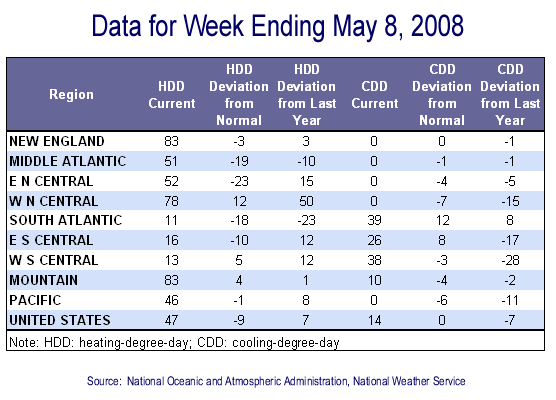 Data for Week Ending May 8, 2008
Region HDD Current HDD Deviation from Normal HDD Deviation from Last Year CDD Current CDD Deviation from Normal CDD Deviation from Last Year
NEW ENGLAND 83 -3 3 0 0 -1
MIDDLE ATLANTIC 51 -19 -10 0 -1 -1
E N CENTRAL 52 -23 15 0 -4 -5
W N CENTRAL 78 12 50 0 -7 -15
SOUTH ATLANTIC 11 -18 -23 39 12 8
E S CENTRAL 16 -10 12 26 8 -17
W S CENTRAL 13 5 12 38 -3 -28
MOUNTAIN 83 4 1 10 -4 -2
PACIFIC 46 -1 8 0 -6 -11
UNITED STATES 47 -9 7 14 0 -7
Note: HDD: heating-degree-day; CDD: cooling-degree-day
Source: National Oceanic and Atmospheric Administration, National Weather Service